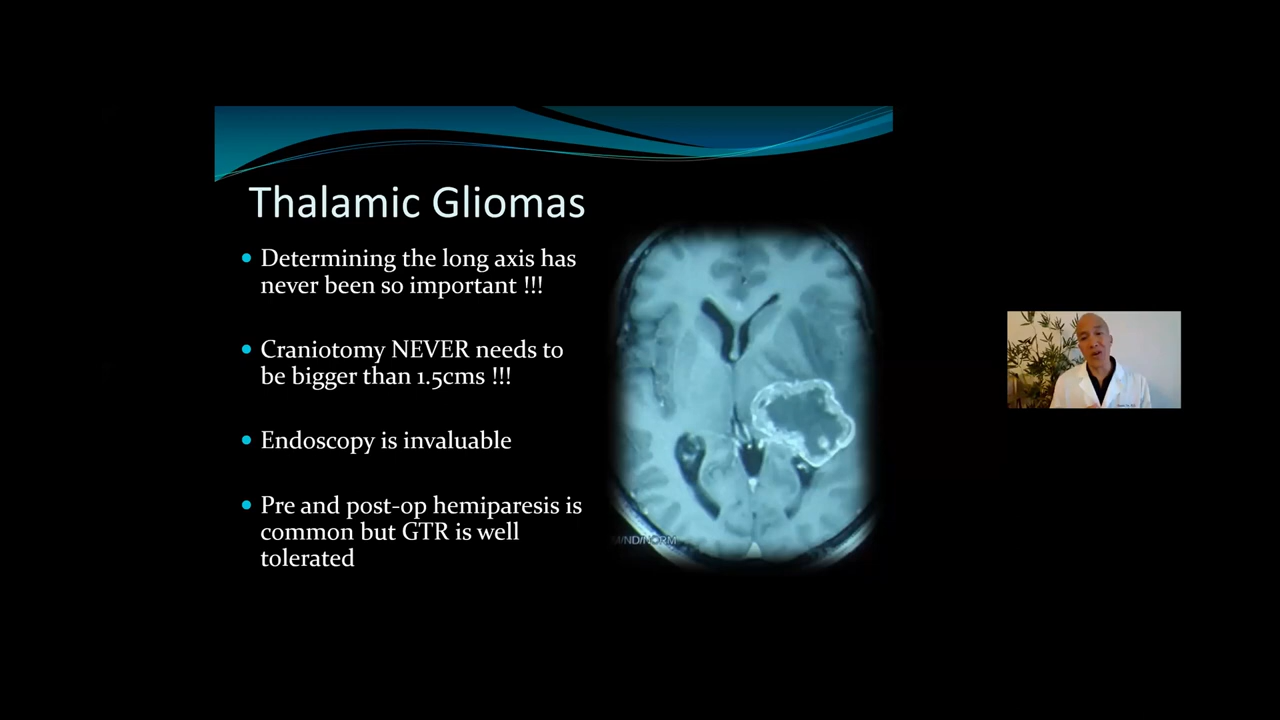 Thalamic Gliomas
Determining the long axis has
never been so important !!!
Craniotomy NEVER needs to
be bigger than 1.5cms !!!
Endoscopy is invaluable
Pre and post-op hemiparesis is
common but GTR is well
tolerated